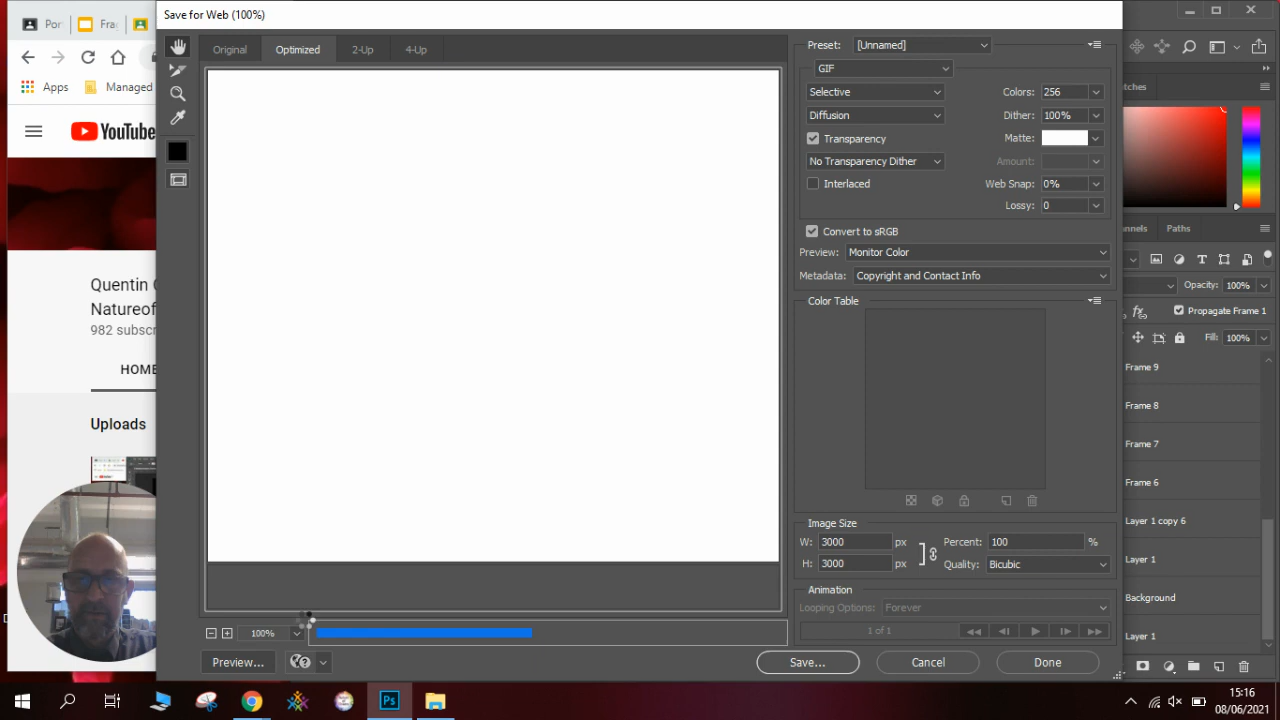 Save for Web (100%)
Por
Fra
Original
Optimized
2-Up
4-Up
Preset:
[Unnamed]
GIF
Apps
Managed
Selective
Colors:
256
Diffusion
Dither:
100%
Transparency
Matte:
YouTube
No Transparency Dither
Amount:
Interlaced
Web Snap:
0%
Lossy:
0
Convert to sRGB
Preview:
Monitor Color
Metadata:
Copyright and Contact Info
Color Table
Paths
Opacity:
100%
Propagate Frame 1
Fill:
100%
Quentin
Natureof
982 subscr
HOME
Uploads
Frame 9
Frame 8
Frame 7
Frame 6
Layer 1 copy 6
Layer 1
Background
Layer 1
Image Size
W:
3000
px
Percent:
100
%
H:
3000
px
Quality:
Bicubic
Animation
Looping Options:
Forever
1 of 1
100%
Preview...
Save...
Cancel
Done
Ps
15:16
08/06/2021